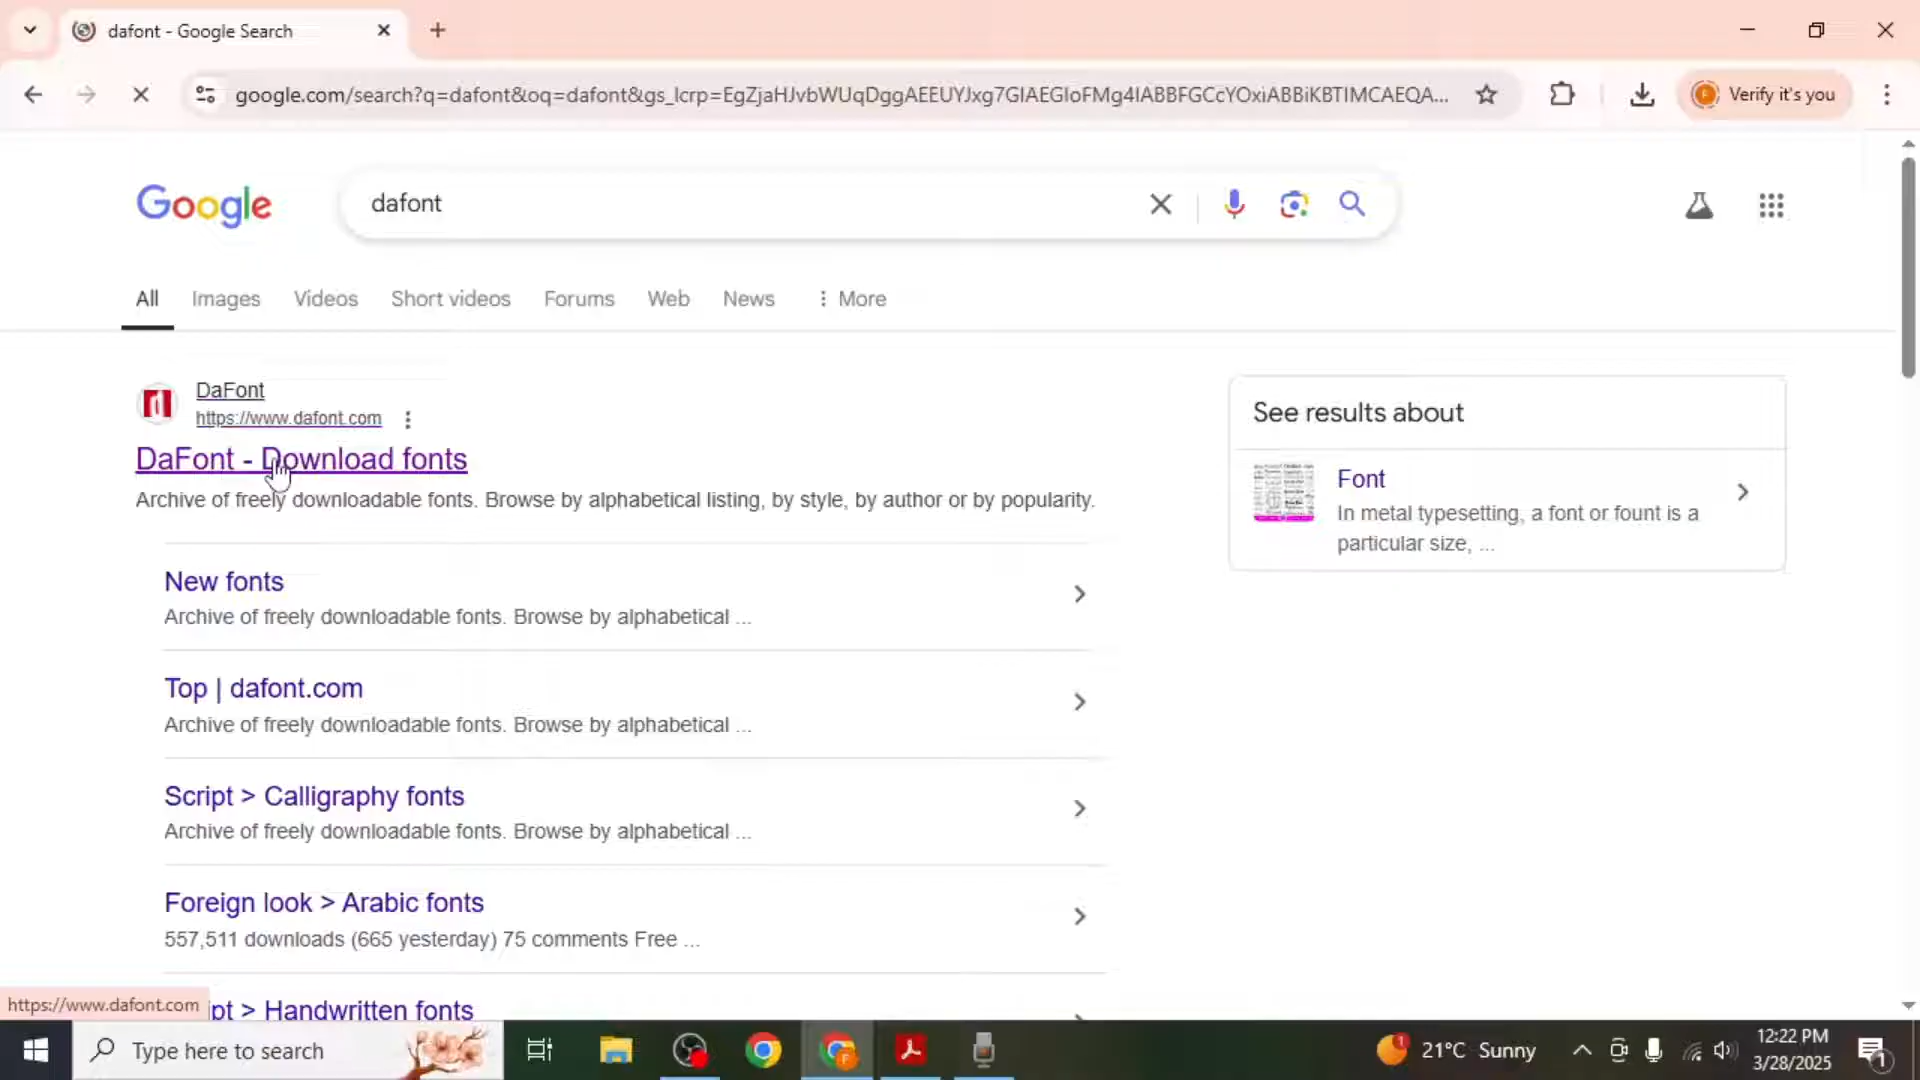 dafont - Google Search
google.com/search?q=dafont&oq=dafont&gs_lcrp=EgZjaHJvbWUqDggAEEUYJxg7GIAEGIoFMg4IABBFGCcYOxiABBiKBTIMCAEQA...
Verify it's you
Google
dafont
All Images Videos Short videos Forums Web News More
DaFont
https://www.dafont.com
DaFont - Download fonts
Archive of freely downloadable fonts. Browse by alphabetical listing, by style, by author or by popularity.
See results about
Font
In metal typesetting, a font or fount is a
particular size, ...
New fonts
Archive of freely downloadable fonts. Browse by alphabetical ...
Top | dafont.com
Archive of freely downloadable fonts. Browse by alphabetical ...
Script > Calligraphy fonts
Archive of freely downloadable fonts. Browse by alphabetical ...
Foreign look > Arabic fonts
557,511 downloads (665 yesterday) 75 comments Free ...
https://www.dafont.com
ipt > Handwritten fonts
Type here to search
1
21°C Sunny
12:22 PM
3/28/2025
1